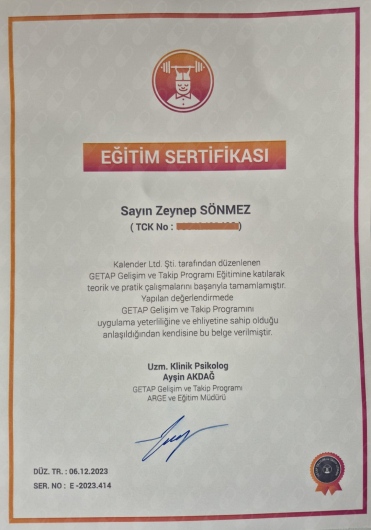 EĞİTİM SERTİFİKASI
Sayın Zeynep SÖNMEZ
( TCK No : )
Kalender Ltd. Şti. tarafından düzenlenen
GETAP Gelişim ve Takip Programı Eğitimine katılarak
teorik ve pratik çalışmalarını başarıyla tamamlamıştır.
Yapılan değerlendirmede
GETAP Gelişim ve Takip Programını
uygulama yeterliliğine ve ehliyetine sahip olduğu
anlaşıldığından kendisine bu belge verilmiştir.
Uzm. Klinik Psikolog
Ayşin AKDAĞ
GETAP Gelişim ve Takip Programı
ARGE ve Eğitim Müdürü
DÜZ. TR. : 06.12.2023
SER. NO : E -2023.414